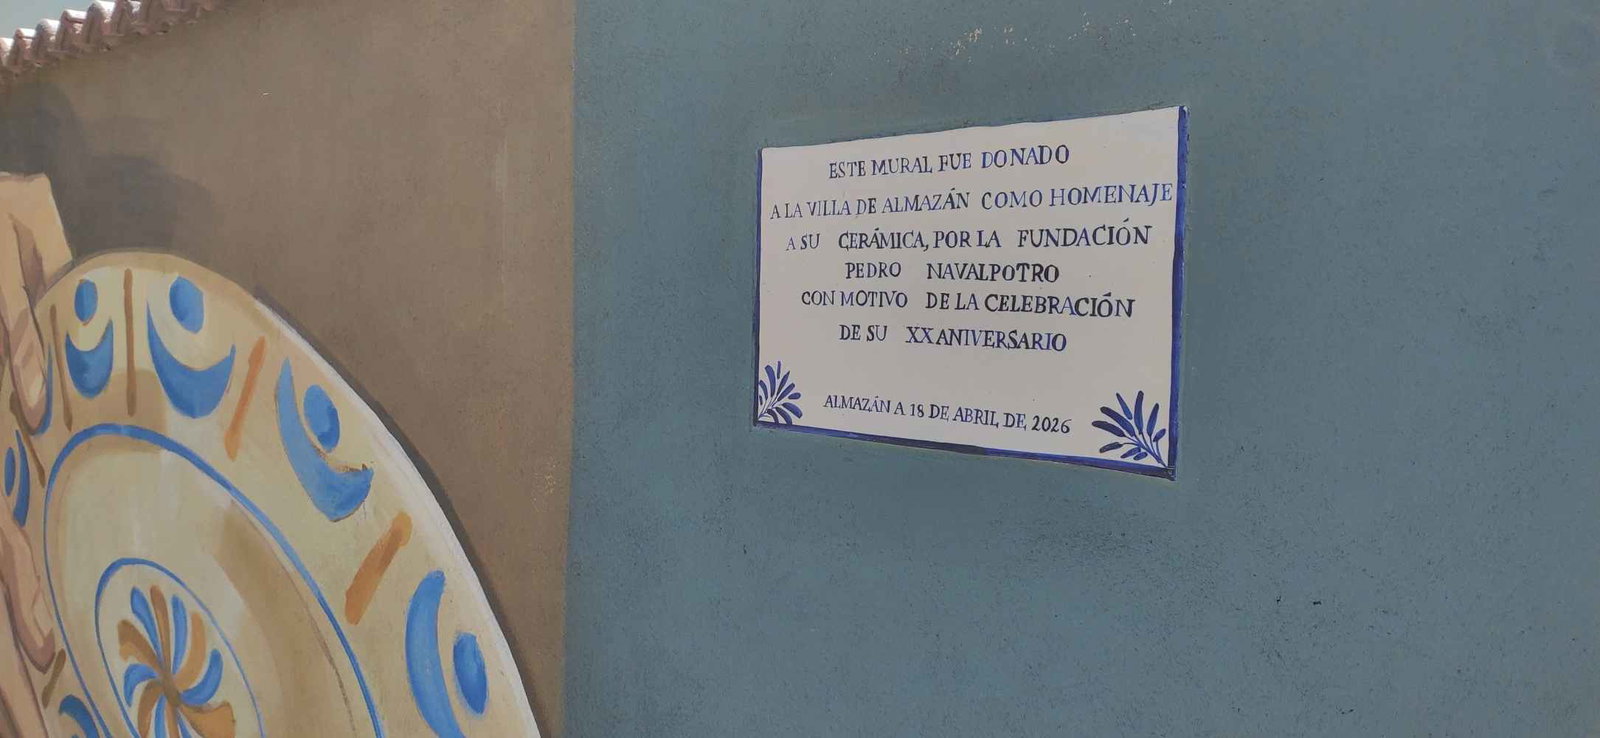 ESTE MURAL FUE DONADO
A LA VILLA DE ALMAZÁN COMO HOMENAJE
A SU CERÁMICA, POR LA FUNDACIÓN
PEDRO NAVALPOTRO
CON MOTIVO DE LA CELEBRACIÓN
DE SU XX ANIVERSARIO
ALMAZÁN A 18 DE ABRIL DE 2026